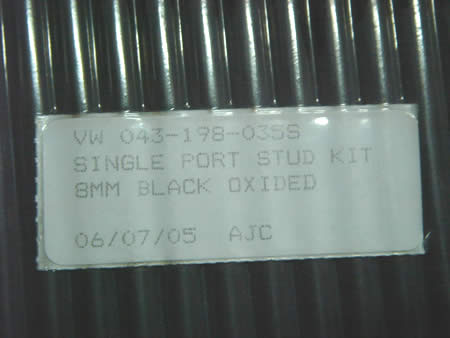 VW 043-198-035S
SINGLE PORT STUD KIT
8MM BLACK OXIDED
06/07/05 AJC